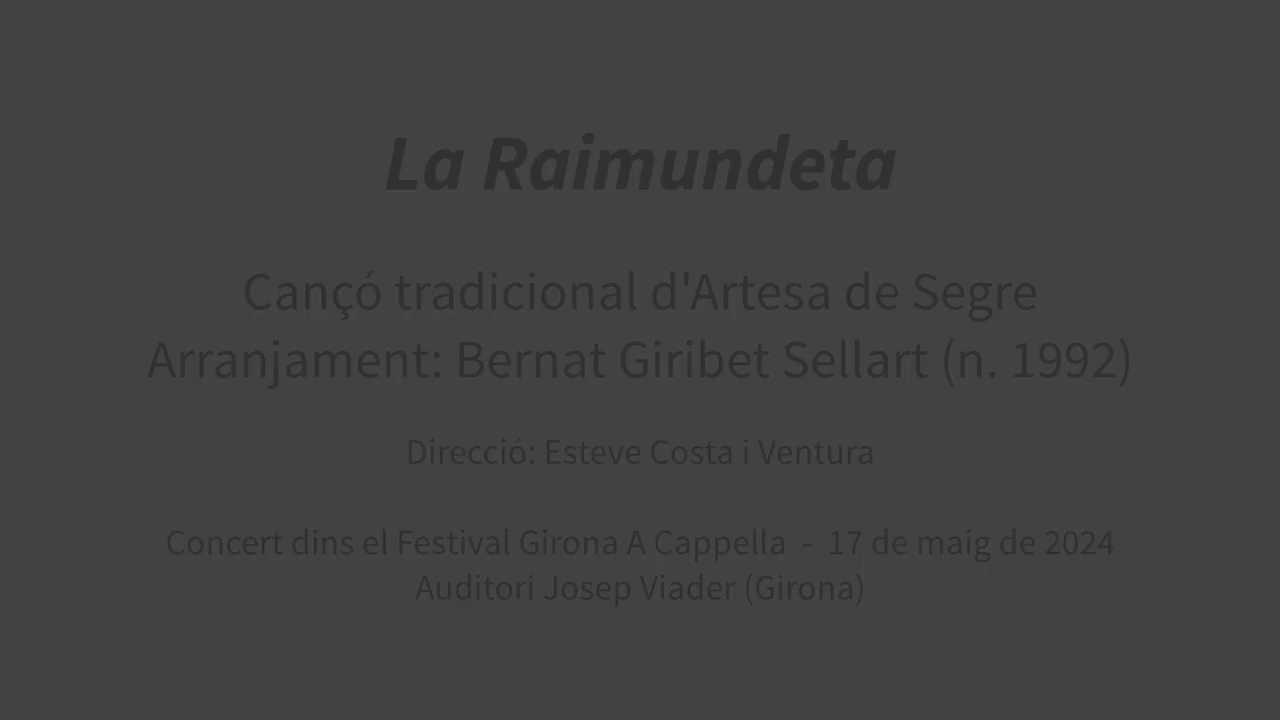 La Raimundeta
Cançó tradicional d'Artesa de Segre
Arranjament: Bernat Giribet Sellart (n. 1992)
Direcció: Esteve Costa i Ventura
Concert dins el Festival Girona A Cappella - 17 de maig de 2024
Auditori Josep Viader (Girona)